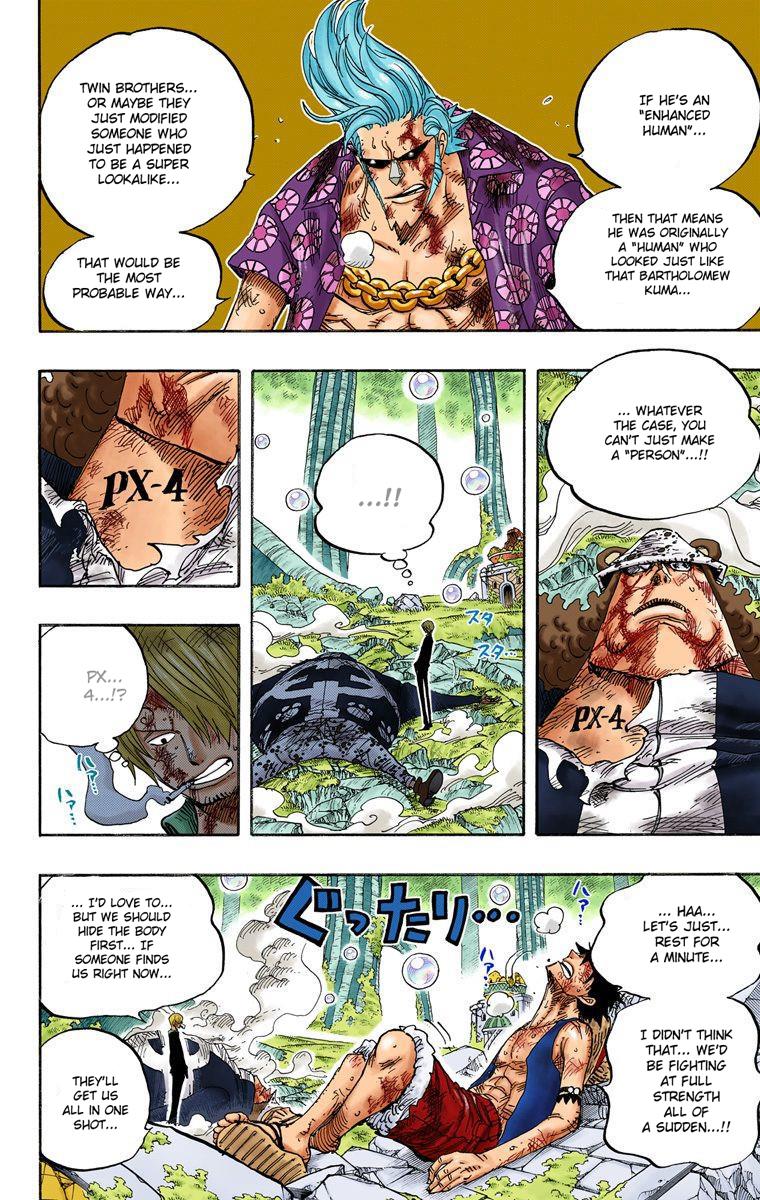 IF HE'S AN
"ENHANCED
HUMAN"...
THEN THAT MEANS
HE WAS ORIGINALLY
A "HUMAN" WHO
LOOKED JUST LIKE
THAT BARTHOLOMEW
KUMA...
TWIN BROTHERS...
OR MAYBE THEY
JUST MODIFIED
SOMEONE WHO
JUST HAPPENED
TO BE A SUPER
LOOKALIKE...
THAT WOULD BE
THE MOST
PROBABLE WAY...
... WHATEVER
THE CASE, YOU
CAN'T JUST MAKE
A "PERSON"...!!
PX-4
...!!
スタ
スタ...
PX-4
PX...
4...!?
ハァ...
ハァ...
... HAA...
LET'S JUST...
REST FOR
A MINUTE...
I DIDN'T THINK
THAT... WE'D
BE FIGHTING
AT FULL
STRENGTH
ALL OF
A SUDDEN...!!
ハァ...
ハァ...
ぐったり...
... I'D LOVE TO...
BUT WE SHOULD
HIDE THE BODY
FIRST... IF
SOMEONE FINDS
US RIGHT NOW...
THEY'LL
GET US
ALL IN ONE
SHOT...